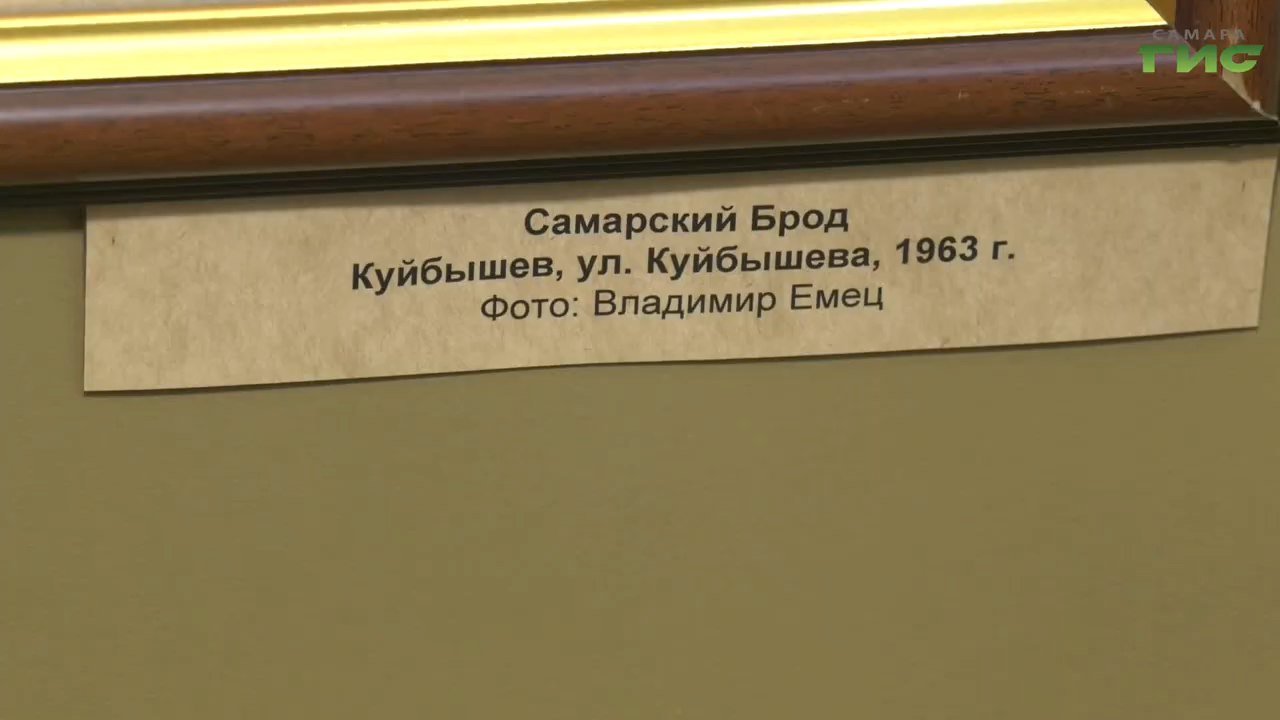 САМАРА
ГИС
Самарский Брод
Куйбышев, ул. Куйбышева, 1963 г.
Фото: Владимир Емец